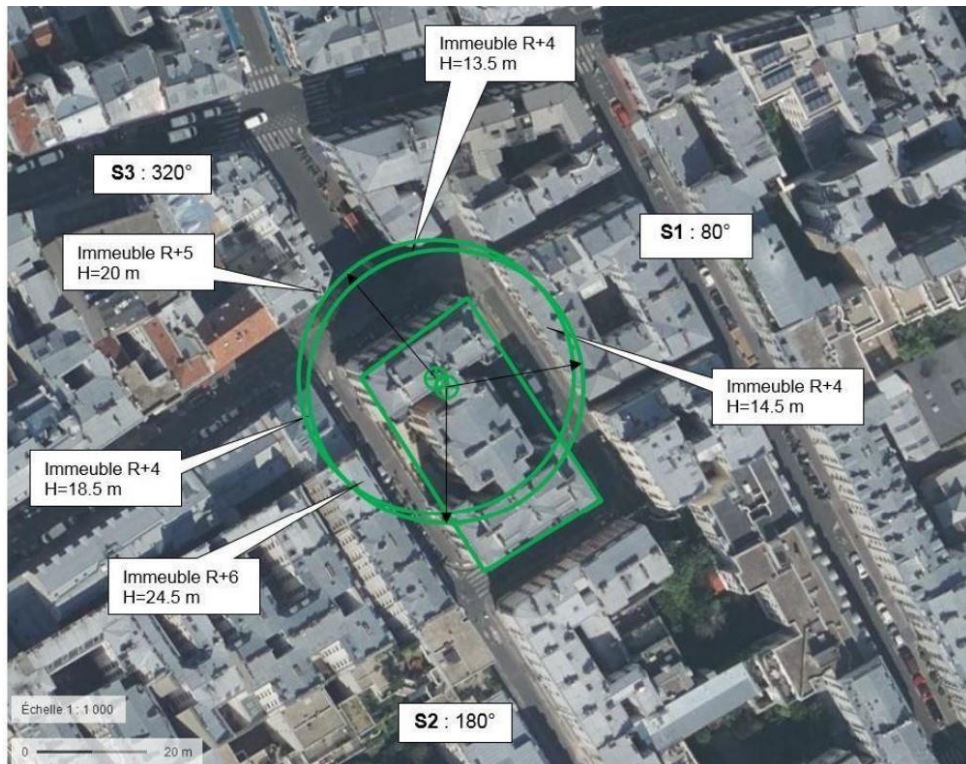 Immeuble R+4
H=13.5 m
S3 : 320°
S1 : 80°
Immeuble R+5
H=20 m
Immeuble R+4
H=14.5 m
Immeuble R+4
H=18.5 m
Immeuble R+6
H=24.5 m
Échelle 1 : 1 000
S2 : 180°
0 20 m